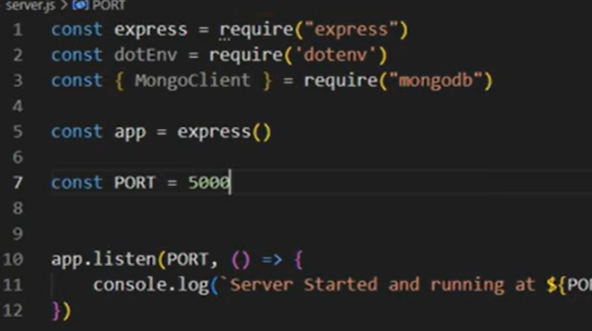 server.js > PORT
1 const express = require("express")
2 const dotEnv = require('dotenv')
3 const { MongoClient } = require("mongodb")
4
5 const app = express()
6
7 const PORT = 5000
8
9
10 app.listen(PORT, () => {
11 console.log(`Server Started and running at ${PO
12 })